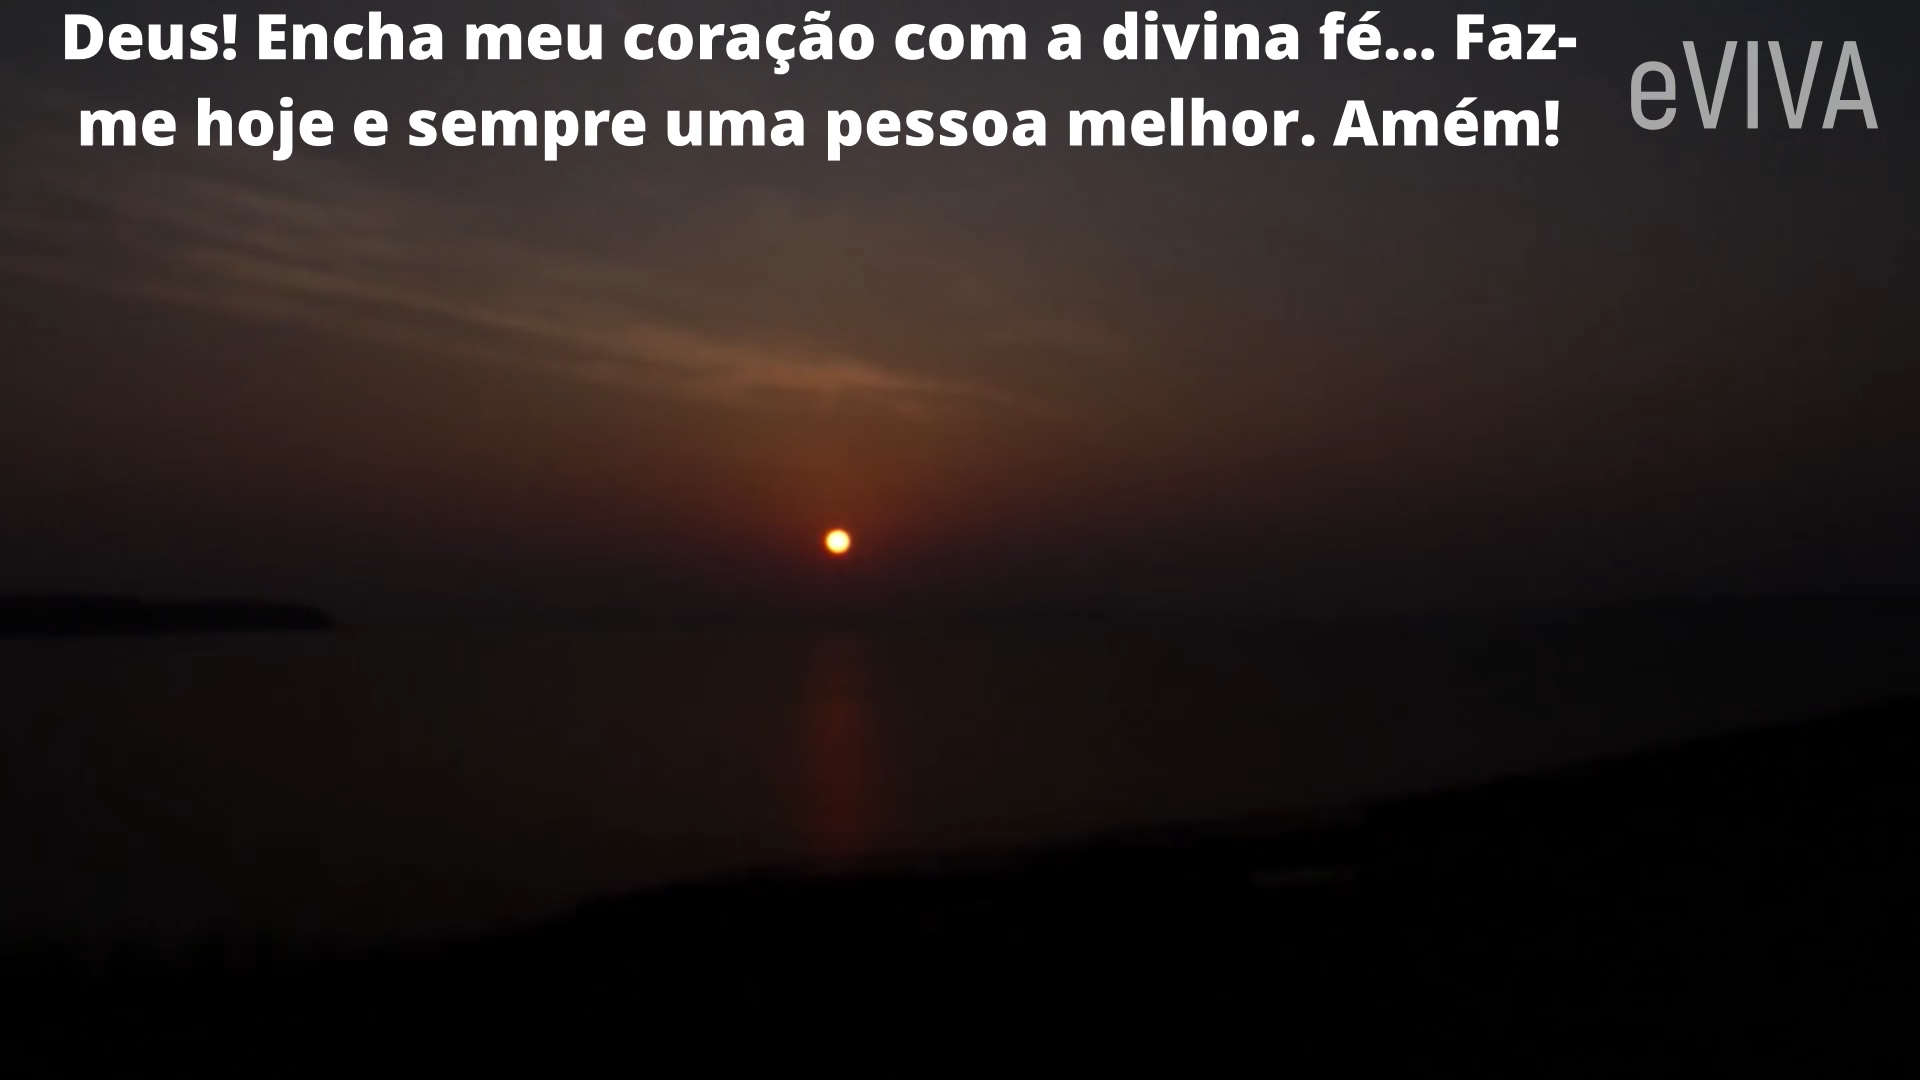 Deus! Encha meu coração com a divina fé... Faz-
me hoje e sempre uma pessoa melhor. Amém!
eVIVA